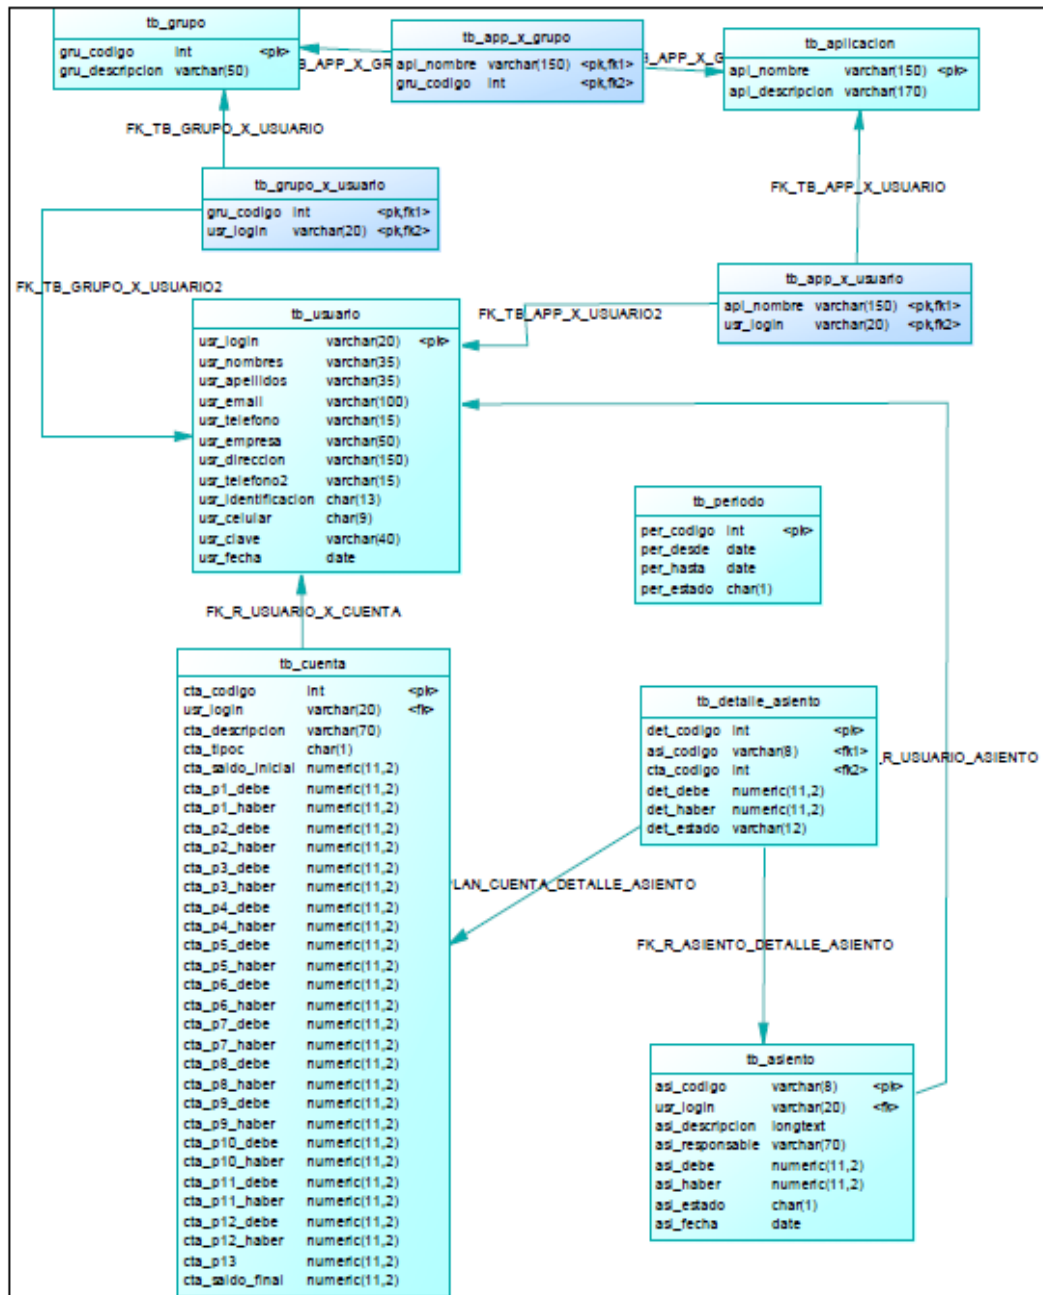 tb_grupo
gru_codigo int <pk>
gru_descripcion varchar(50)
tb_app_x_grupo
apl_nombre varchar(150) <pk,fk1>
gru_codigo int <pk,fk2>
tb_aplicacion
apl_nombre varchar(150) <pk>
apl_descripcion varchar(170)
B_APP_X_GR
B_APP_X_G
FK_TB_GRUPO_X_USUARIO
FK_TB_APP_X_USUARIO
tb_grupo_x_usuario
gru_codigo int <pk,fk1>
usr_login varchar(20) <pk,fk2>
FK_TB_GRUPO_X_USUARIO2
tb_app_x_usuario
apl_nombre varchar(150) <pk,fk1>
usr_login varchar(20) <pk,fk2>
FK_TB_APP_X_USUARIO2
tb_usuario
usr_login varchar(20) <pk>
usr_nombres varchar(35)
usr_apellidos varchar(35)
usr_email varchar(100)
usr_telefono varchar(15)
usr_empresa varchar(50)
usr_direccion varchar(150)
usr_telefono2 varchar(15)
usr_identificacion char(13)
usr_celular char(9)
usr_clave varchar(40)
usr_fecha date
tb_periodo
per_codigo int <pk>
per_desde date
per_hasta date
per_estado char(1)
FK_R_USUARIO_X_CUENTA
tb_cuenta
cta_codigo int <pk>
usr_login varchar(20) <fk>
cta_descripcion varchar(70)
cta_tipoc char(1)
cta_saldo_inicial numeric(11,2)
cta_p1_debe numeric(11,2)
cta_p1_haber numeric(11,2)
cta_p2_debe numeric(11,2)
cta_p2_haber numeric(11,2)
cta_p3_debe numeric(11,2)
cta_p3_haber numeric(11,2)
cta_p4_debe numeric(11,2)
cta_p4_haber numeric(11,2)
cta_p5_debe numeric(11,2)
cta_p5_haber numeric(11,2)
cta_p6_debe numeric(11,2)
cta_p6_haber numeric(11,2)
cta_p7_debe numeric(11,2)
cta_p7_haber numeric(11,2)
cta_p8_debe numeric(11,2)
cta_p8_haber numeric(11,2)
cta_p9_debe numeric(11,2)
cta_p9_haber numeric(11,2)
cta_p10_debe numeric(11,2)
cta_p10_haber numeric(11,2)
cta_p11_debe numeric(11,2)
cta_p11_haber numeric(11,2)
cta_p12_debe numeric(11,2)
cta_p12_haber numeric(11,2)
cta_p13 numeric(11,2)
cta_saldo_final numeric(11,2)
tb_detalle_asiento
det_codigo int <pk>
asi_codigo varchar(8) <fk1>
cta_codigo int <fk2>
det_debe numeric(11,2)
det_haber numeric(11,2)
det_estado varchar(12)
_R_USUARIO_ASIENTO
LAN_CUENTA_DETALLE_ASIENTO
FK_R_ASIENTO_DETALLE_ASIENTO
tb_asiento
asi_codigo varchar(8) <pk>
usr_login varchar(20) <fk>
asi_descripcion longtext
asi_responsable varchar(70)
asi_debe numeric(11,2)
asi_haber numeric(11,2)
asi_estado char(1)
asi_fecha date